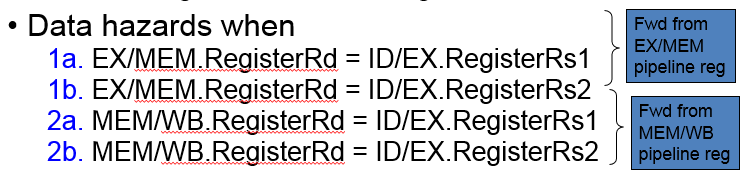 • Data hazards when
1a. EX/MEM.RegisterRd = ID/EX.RegisterRs1
1b. EX/MEM.RegisterRd = ID/EX.RegisterRs2
2a. MEM/WB.RegisterRd = ID/EX.RegisterRs1
2b. MEM/WB.RegisterRd = ID/EX.RegisterRs2
Fwd from
EX/MEM
pipeline reg
Fwd from
MEM/WB
pipeline reg